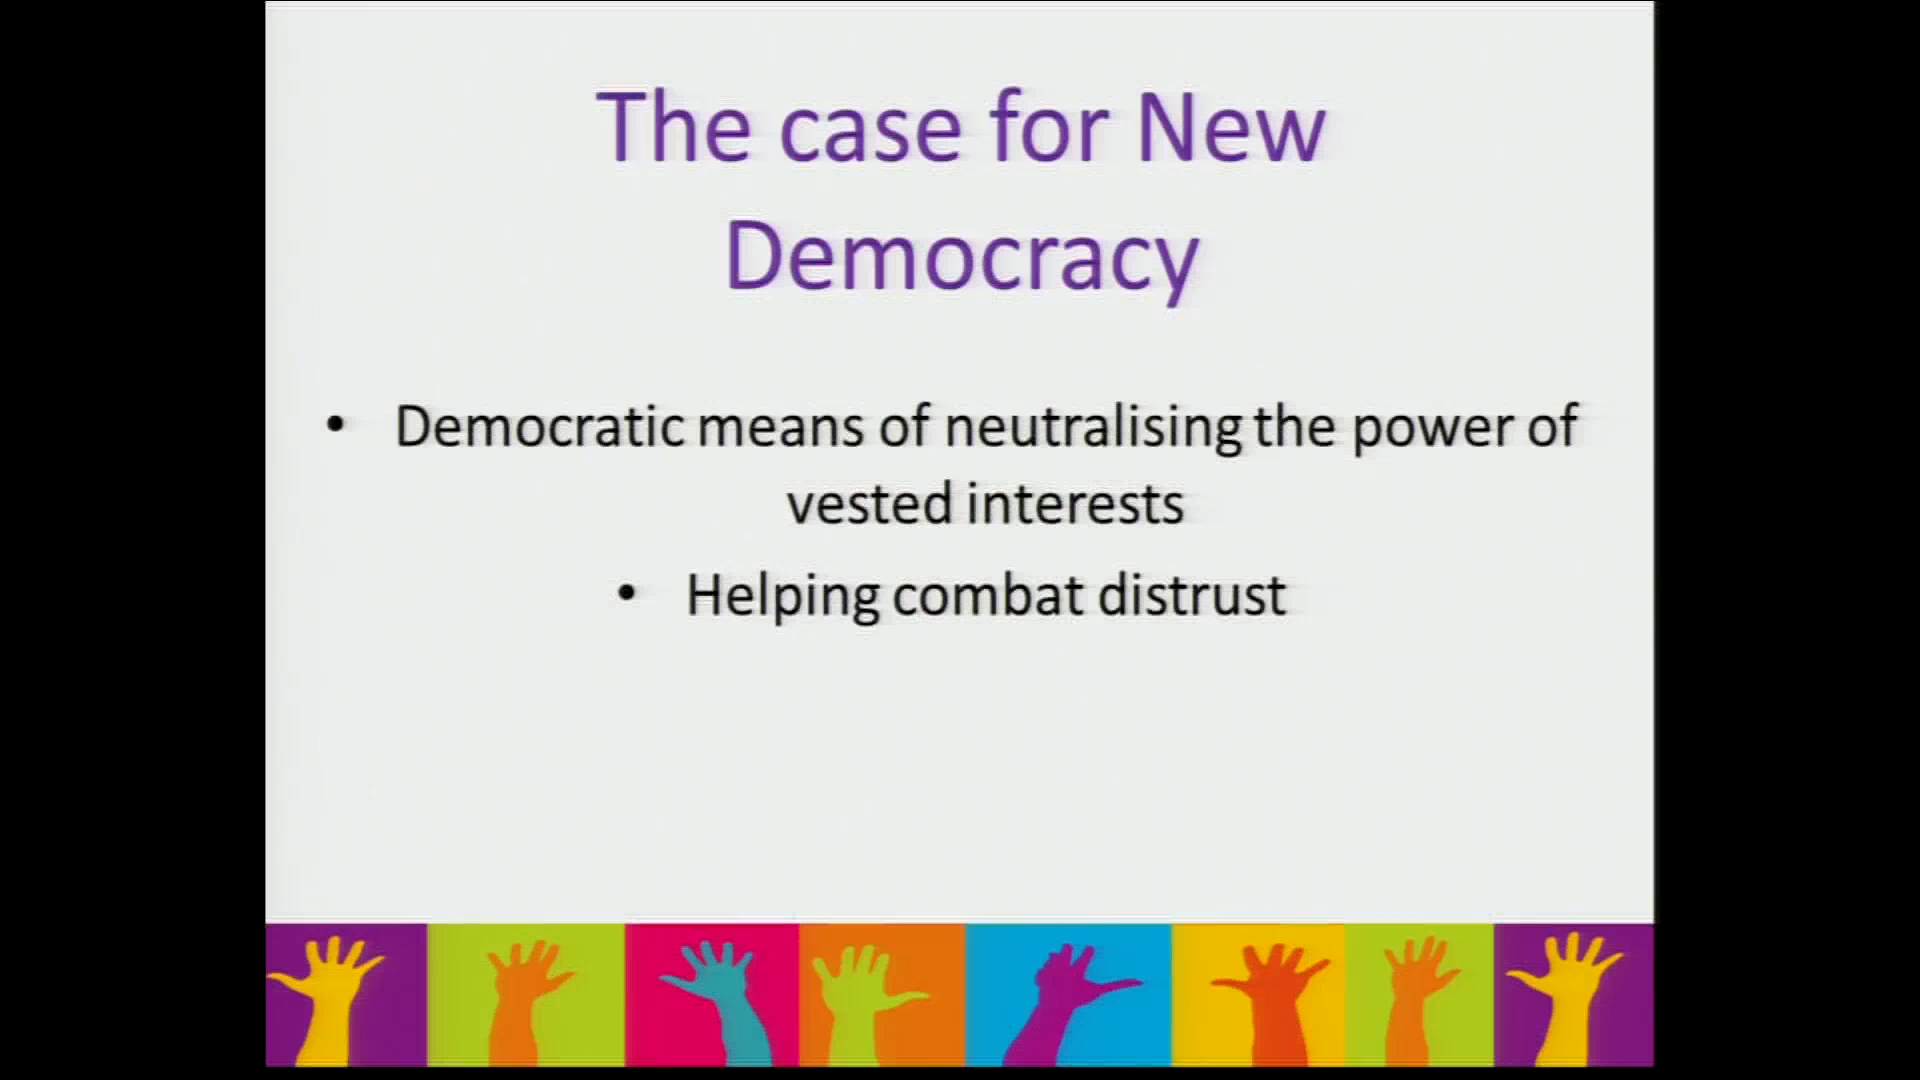 The case for New
Democracy
• Democratic means of neutralising the power of
vested interests
• Helping combat distrust